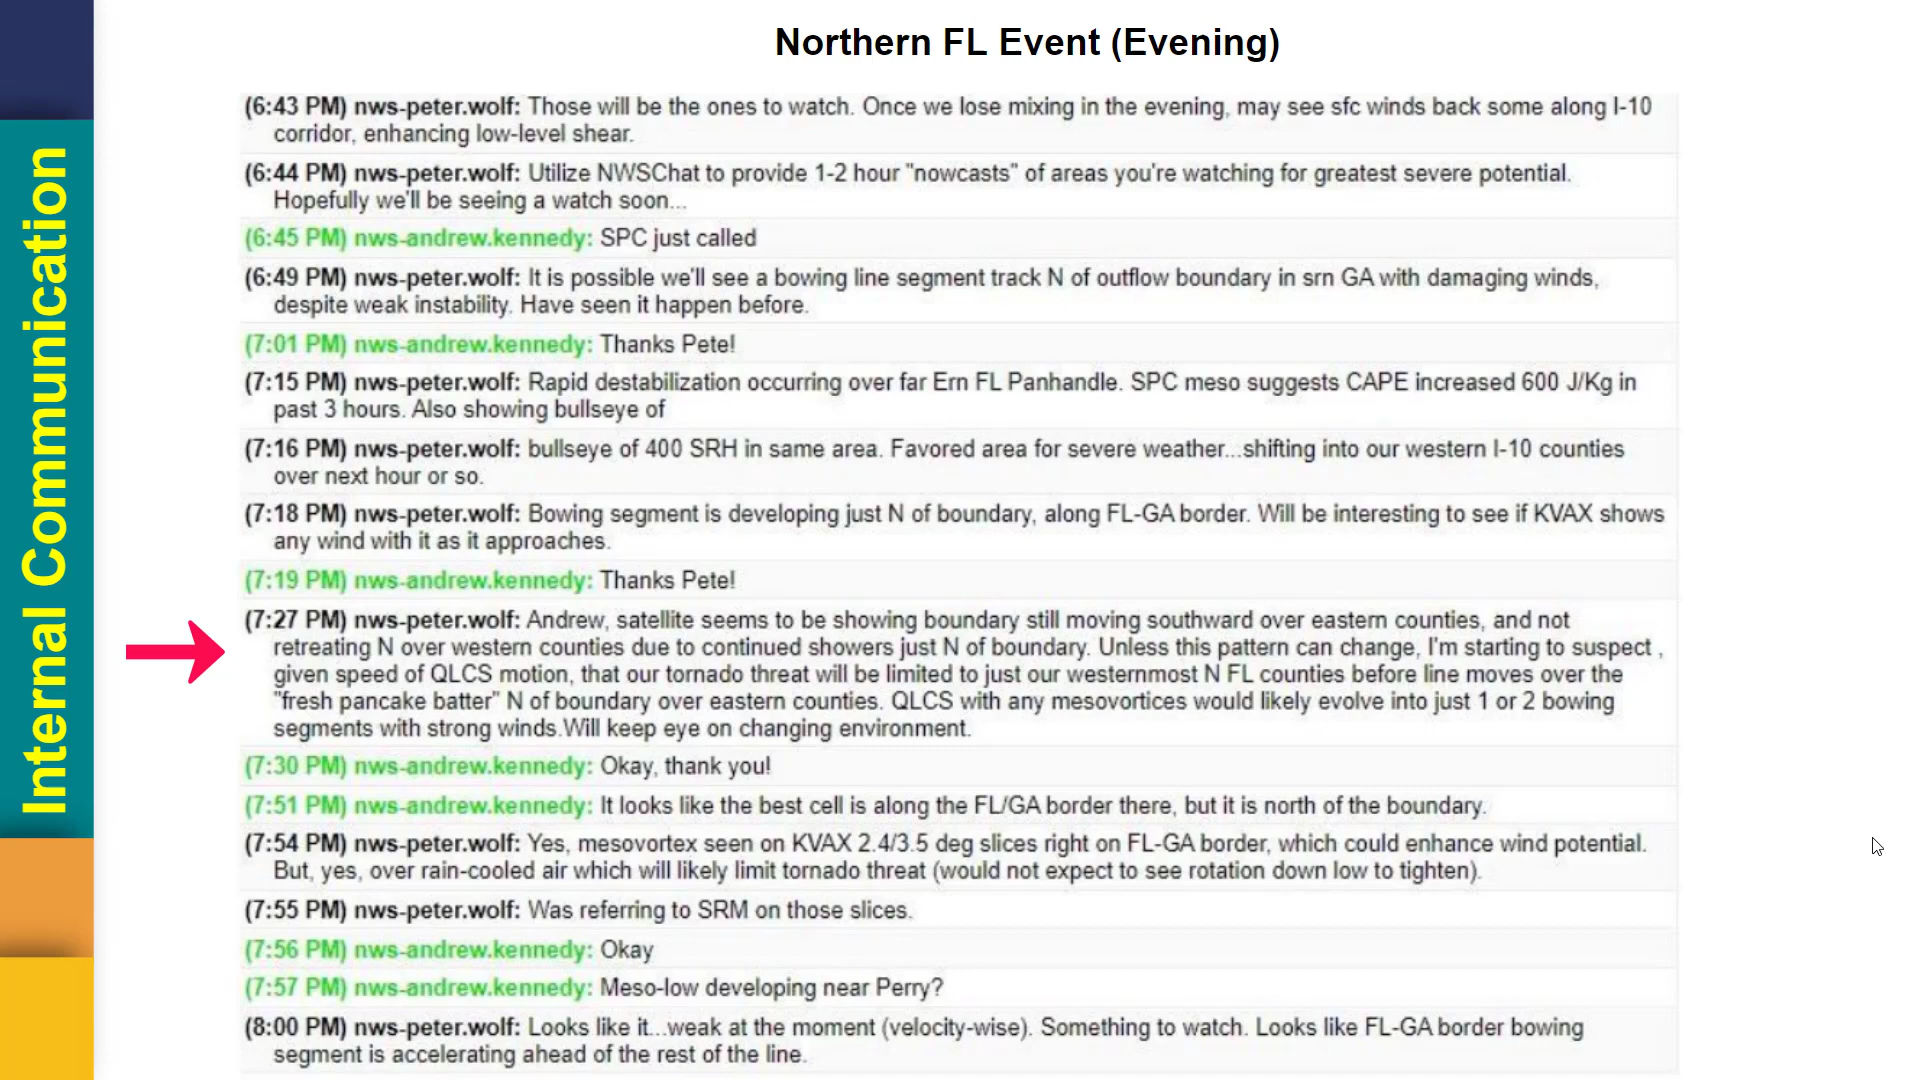 Northern FL Event (Evening)
Internal Communication
(6:43 PM) nws-peter.wolf: Those will be the ones to watch. Once we lose mixing in the evening, may see sfc winds back some along I-10
corridor, enhancing low-level shear.
(6:44 PM) nws-peter.wolf: Utilize NWSChat to provide 1-2 hour "nowcasts" of areas you're watching for greatest severe potential.
Hopefully we'll be seeing a watch soon...
(6:45 PM) nws-andrew.kennedy: SPC just called
(6:49 PM) nws-peter.wolf: It is possible we'll see a bowing line segment track N of outflow boundary in srn GA with damaging winds,
despite weak instability. Have seen it happen before.
(7:01 PM) nws-andrew.kennedy: Thanks Pete!
(7:15 PM) nws-peter.wolf: Rapid destabilization occurring over far Ern FL Panhandle. SPC meso suggests CAPE increased 600 J/Kg in
past 3 hours. Also showing bullseye of
(7:16 PM) nws-peter.wolf: bullseye of 400 SRH in same area. Favored area for severe weather...shifting into our western I-10 counties
over next hour or so.
(7:18 PM) nws-peter.wolf: Bowing segment is developing just N of boundary, along FL-GA border. Will be interesting to see if KVAX shows
any wind with it as it approaches.
(7:19 PM) nws-andrew.kennedy: Thanks Pete!
(7:27 PM) nws-peter.wolf: Andrew, satellite seems to be showing boundary still moving southward over eastern counties, and not
retreating N over western counties due to continued showers just N of boundary. Unless this pattern can change, I'm starting to suspect ,
given speed of QLCS motion, that our tornado threat will be limited to just our westernmost N FL counties before line moves over the
"fresh pancake batter" N of boundary over eastern counties. QLCS with any mesovortices would likely evolve into just 1 or 2 bowing
segments with strong winds.Will keep eye on changing environment.
(7:30 PM) nws-andrew.kennedy: Okay, thank you!
(7:51 PM) nws-andrew.kennedy: It looks like the best cell is along the FL/GA border there, but it is north of the boundary.
(7:54 PM) nws-peter.wolf: Yes, mesovortex seen on KVAX 2.4/3.5 deg slices right on FL-GA border, which could enhance wind potential.
But, yes, over rain-cooled air which will likely limit tornado threat (would not expect to see rotation down low to tighten).
(7:55 PM) nws-peter.wolf: Was referring to SRM on those slices.
(7:56 PM) nws-andrew.kennedy: Okay
(7:57 PM) nws-andrew.kennedy: Meso-low developing near Perry?
(8:00 PM) nws-peter.wolf: Looks like it...weak at the moment (velocity-wise). Something to watch. Looks like FL-GA border bowing
segment is accelerating ahead of the rest of the line.